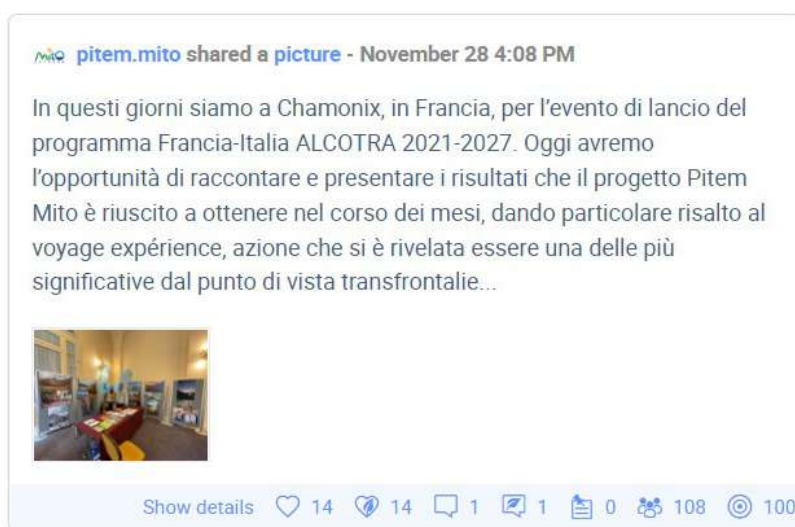 mito pitem.mito shared a picture - November 28 4:08 PM
In questi giorni siamo a Chamonix, in Francia, per l'evento di lancio del
programma Francia-Italia ALCOTRA 2021-2027. Oggi avremo
l'opportunità di raccontare e presentare i risultati che il progetto Pitem
Mito è riuscito a ottenere nel corso dei mesi, dando particolare risalto al
voyage expérience, azione che si è rivelata essere una delle più
significative dal punto di vista transfrontalie...
Show details 14 14 1 1 0 108 100